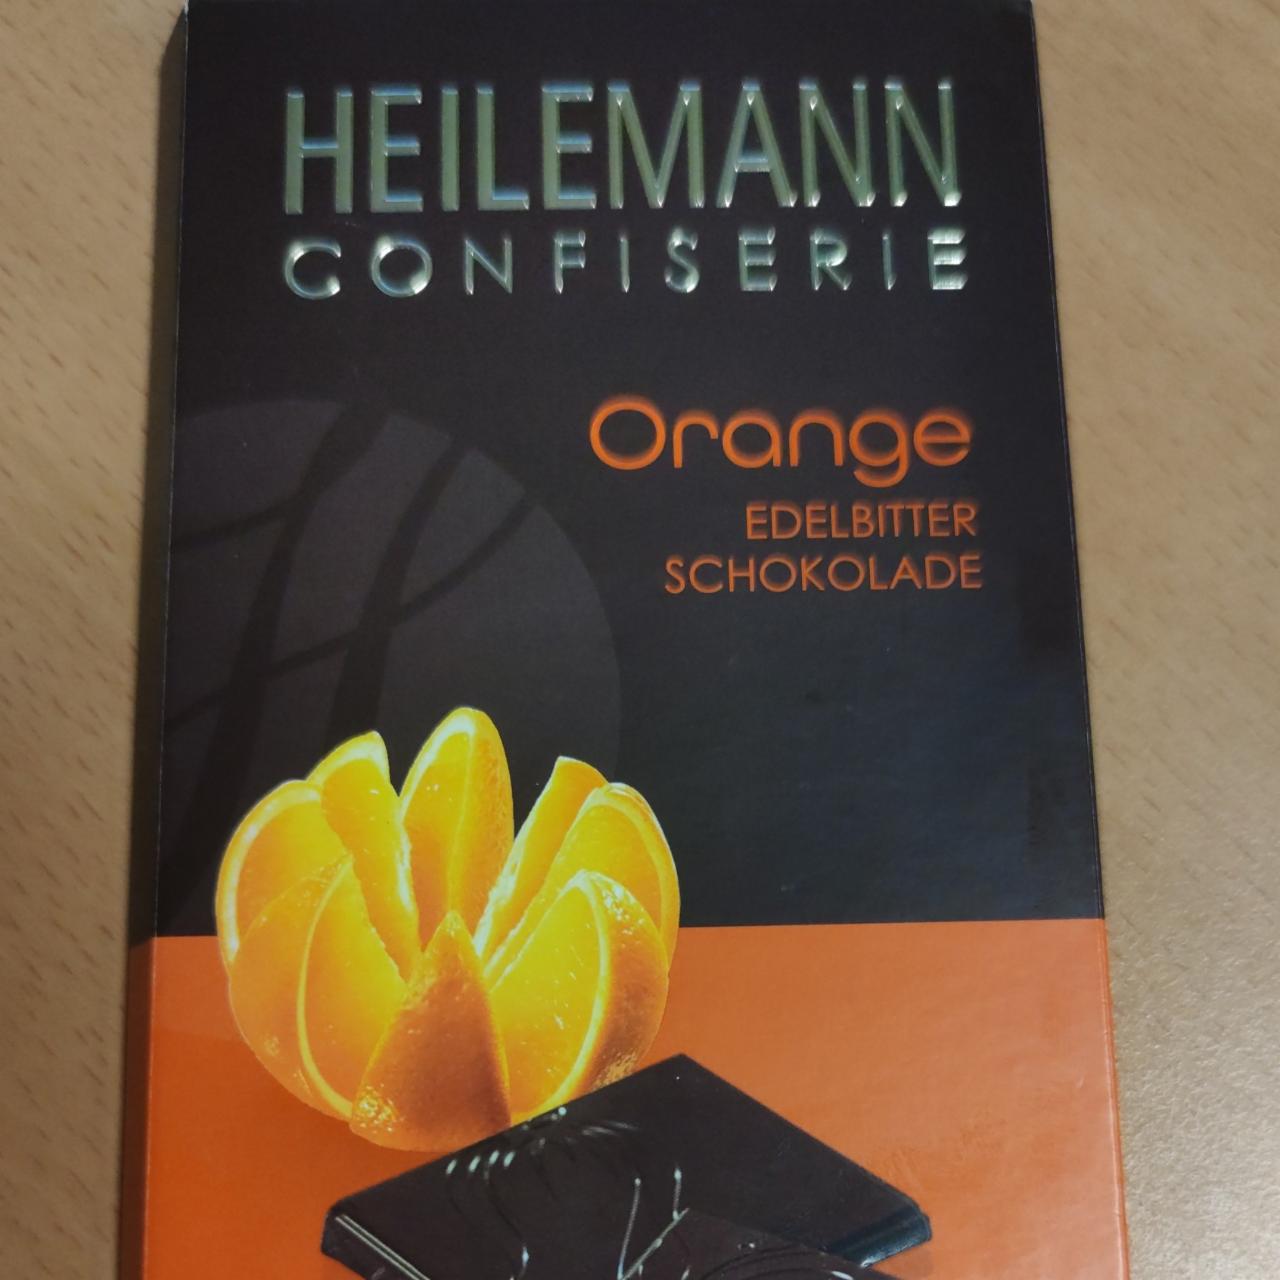 HEILEMANN
CONFISERIE
Orange
EDELBITTER
SCHOKOLADE